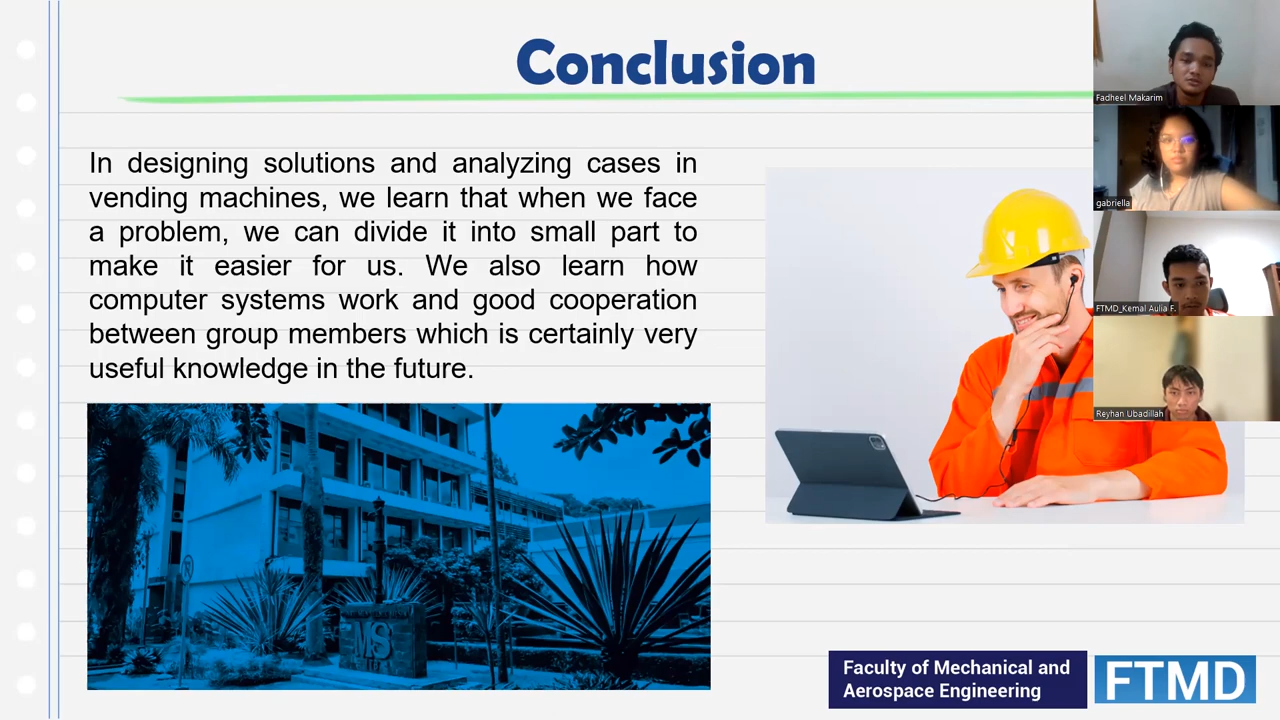 Conclusion
In designing solutions and analyzing cases in
vending machines, we learn that when we face
a problem, we can divide it into small part to
make it easier for us. We also learn how
computer systems work and good cooperation
between group members which is certainly very
useful knowledge in the future.
MS
Faculty of Mechanical and
Aerospace Engineering
FTMD
Fadheel Makarim
gabriella
FTMD_Kemal Aulia F.
Reyhan Ubadillah